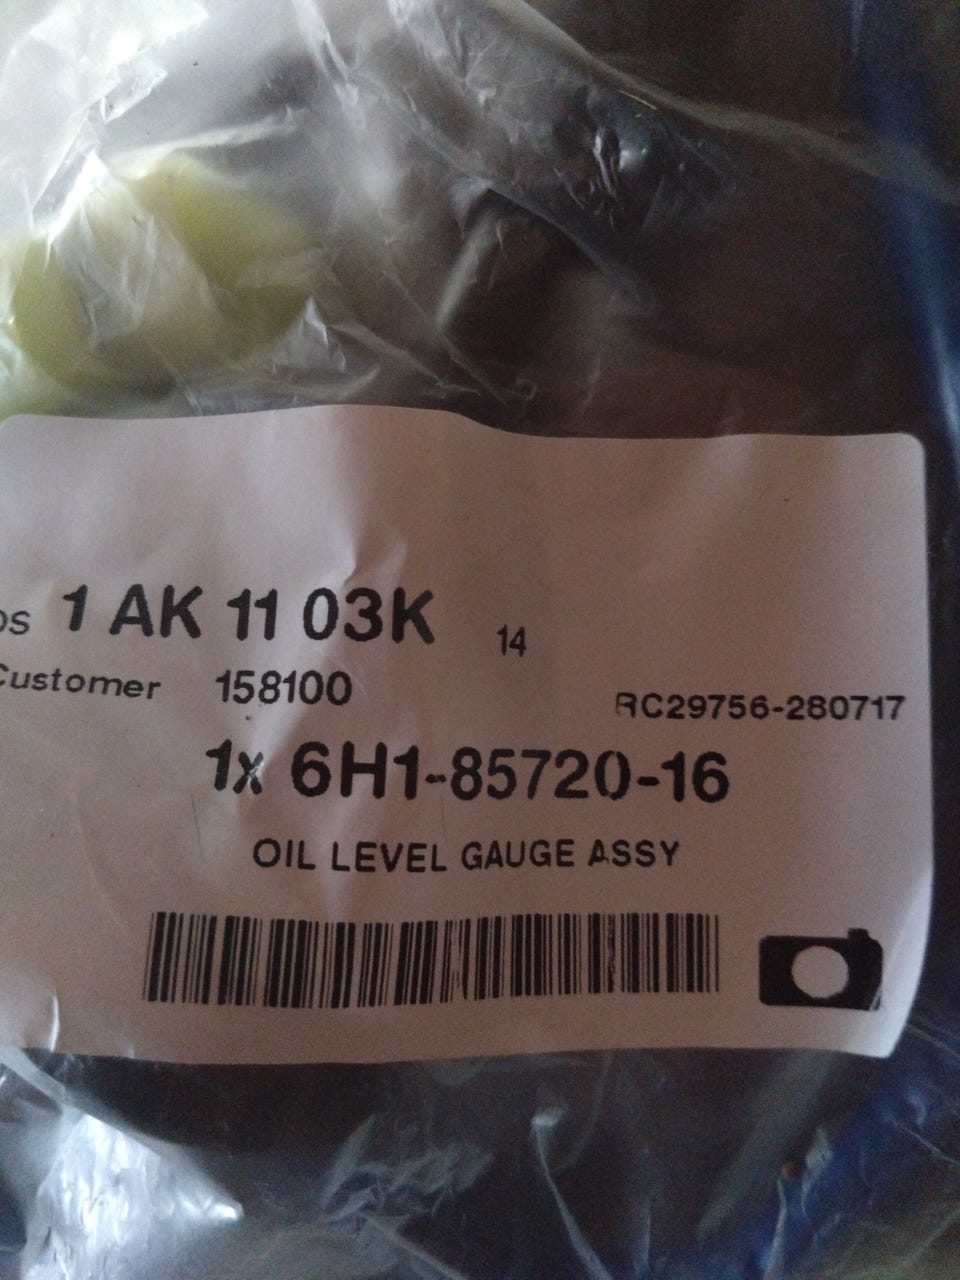 os 1 AK 11 03K 14
Customer 158100
RC29756-280717
1x 6H1-85720-16
OIL LEVEL GAUGE ASSY